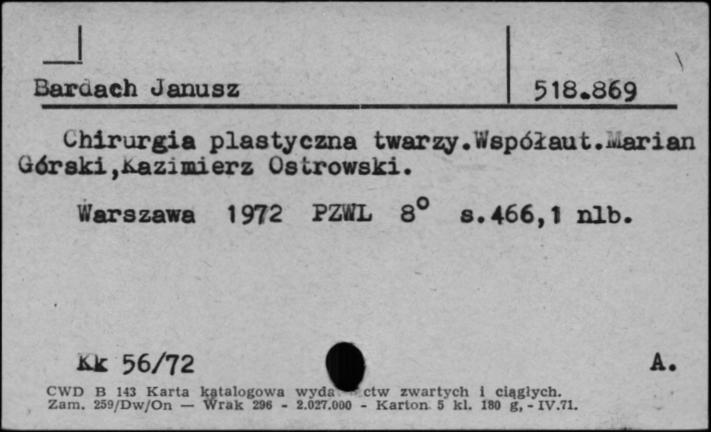 Bardach Janusz 518.869
Chirurgia plastyczna twarzy.Współaut.Marian
Górski,Kazimierz Ostrowski.
Warszawa 1972 PZWL 8° s.466,1 nlb.
Kk 56/72 A.
CWD B 143 Karta katalogowa wyda ctw zwartych i ciągłych.
Zam. 259/Dw/On — Wrak 296 - 2.027.000 - Karton 5 kl. 180 g, - IV.71.